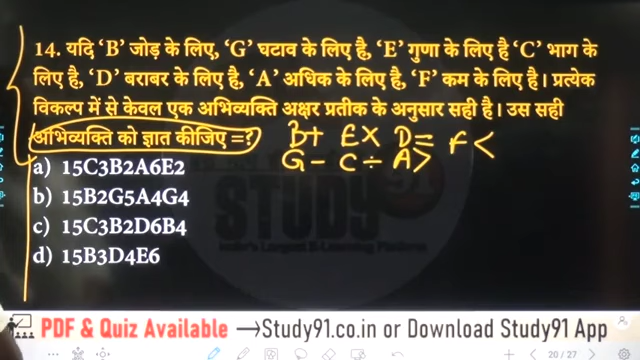 14. यदि 'B' जोड़ के लिए, 'G' घटाव के लिए है, 'E' गुणा के लिए है 'C' भाग के
लिए है, 'D' बराबर के लिए है, 'A' अधिक के लिए है, 'F' कम के लिए है। प्रत्येक
विकल्प में से केवल एक अभिव्यक्ति अक्षर प्रतीक के अनुसार सही है। उस सही
अभिव्यक्ति को ज्ञात कीजिए =?
B+ E× D= F<
G- C÷ A>
a) 15C3B2A6E2
b) 15B2G5A4G4
c) 15C3B2D6B4
d) 15B3D4E6
STUDY 91
India's Largest E-Learning Platform
PDF & Quiz Available →Study91.co.in or Download Study91 App
20 / 27